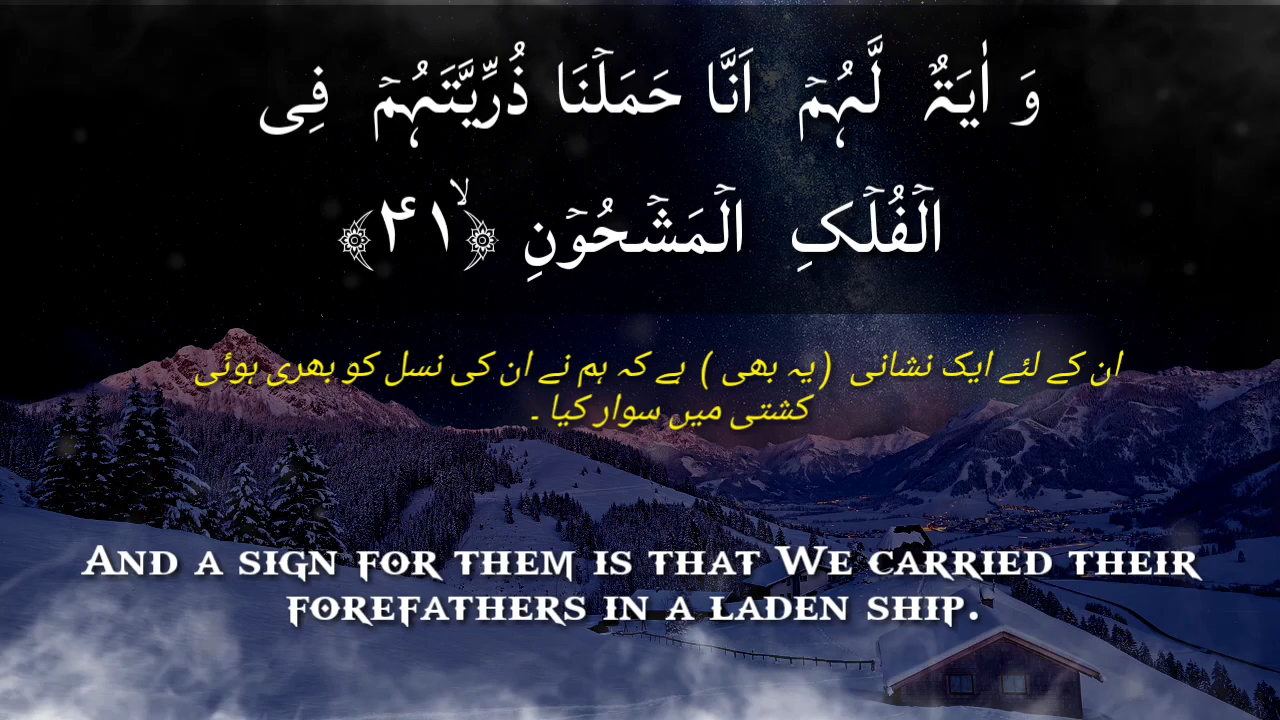 وَ اٰیَۃٌ لَّہُمۡ اَنَّا حَمَلۡنَا ذُرِّیَّتَہُمۡ فِی
الۡفُلۡکِ الۡمَشۡحُوۡنِ ﴿ۙ۴۱﴾
ان کے لئے ایک نشانی (یہ بھی ) ہے کہ ہم نے ان کی نسل کو بھری ہوئی
کشتی میں سوار کیا ۔
And a sign for them is that We carried their
forefathers in a laden ship.